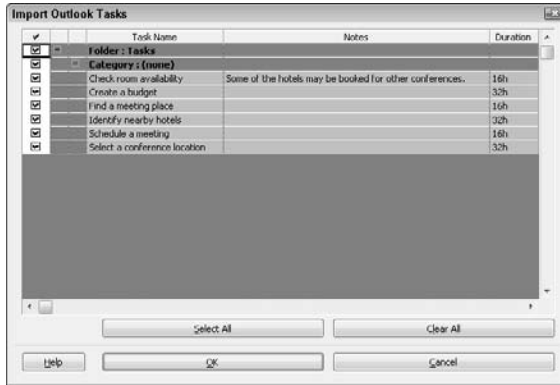 Import Outlook Tasks
Task Name Notes Duration
Folder : Tasks
Category : (none)
Check room availability Some of the hotels may be booked for other conferences. 16h
Create a budget 32h
Find a meeting place 16h
Identify nearby hotels 32h
Schedule a meeting 16h
Select a conference location 32h
Select All Clear All
Help OK Cancel